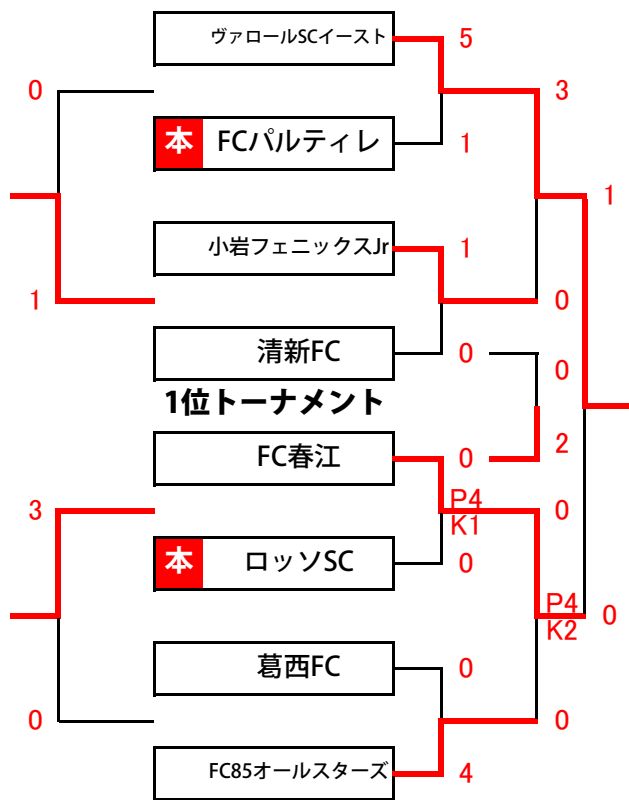 ヴァロールSCイースト 5
0 3
本 FCパルティレ 1
1
小岩フェニックスJr 1
1 0
清新FC 0
0
1位トーナメント
2
FC春江 0
3 P4 0
K1
本 ロッソSC 0
P4 0
K2
葛西FC 0
0 0
FC85オールスターズ 4